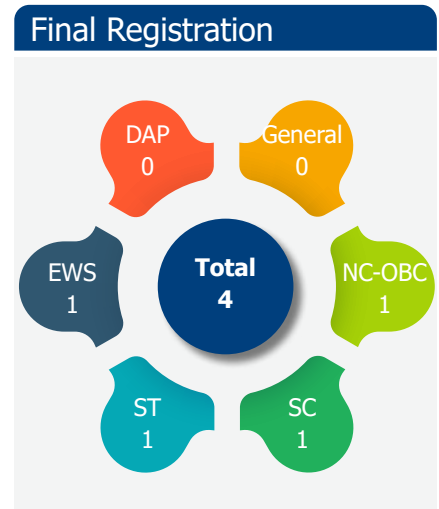 Final Registration
DAP
0
General
0
EWS
1
Total
4
NC-OBC
1
ST
1
SC
1